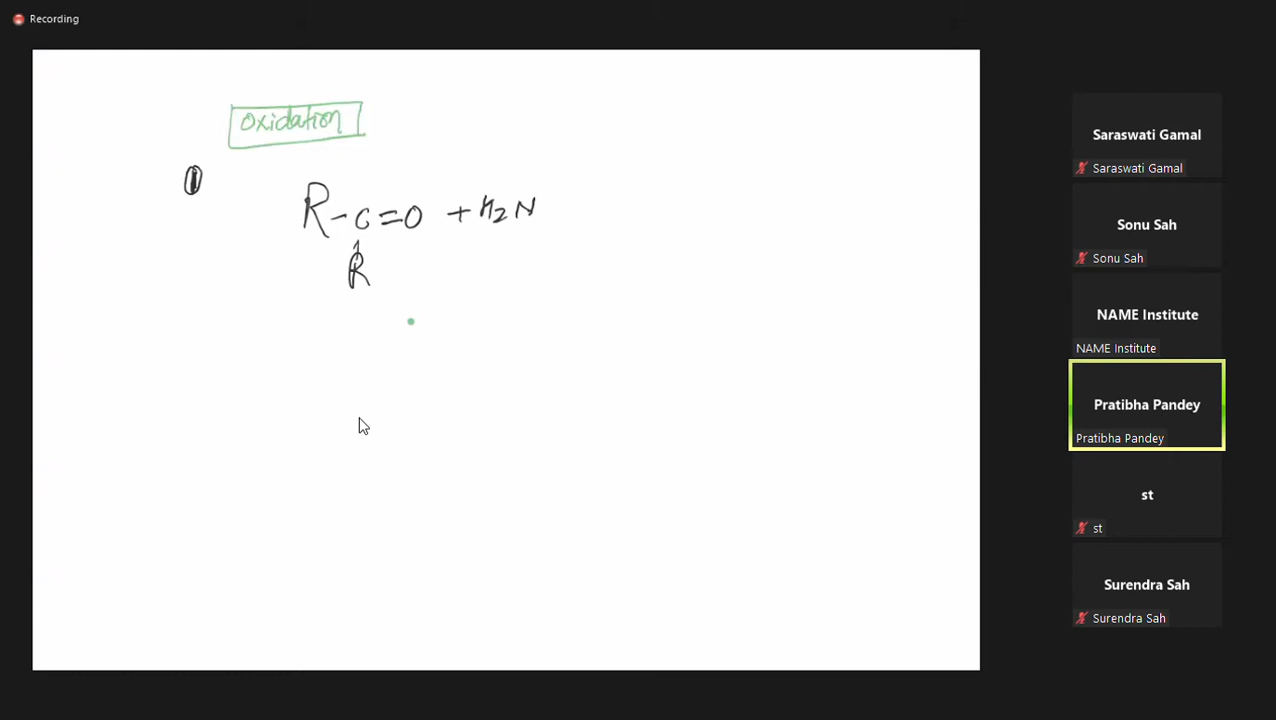 Recording
Oxidation
1
R-C=O +H2N
R
Saraswati Gamal
Saraswati Gamal
Sonu Sah
Sonu Sah
NAME Institute
NAME Institute
Pratibha Pandey
Pratibha Pandey
st
st
Surendra Sah
Surendra Sah